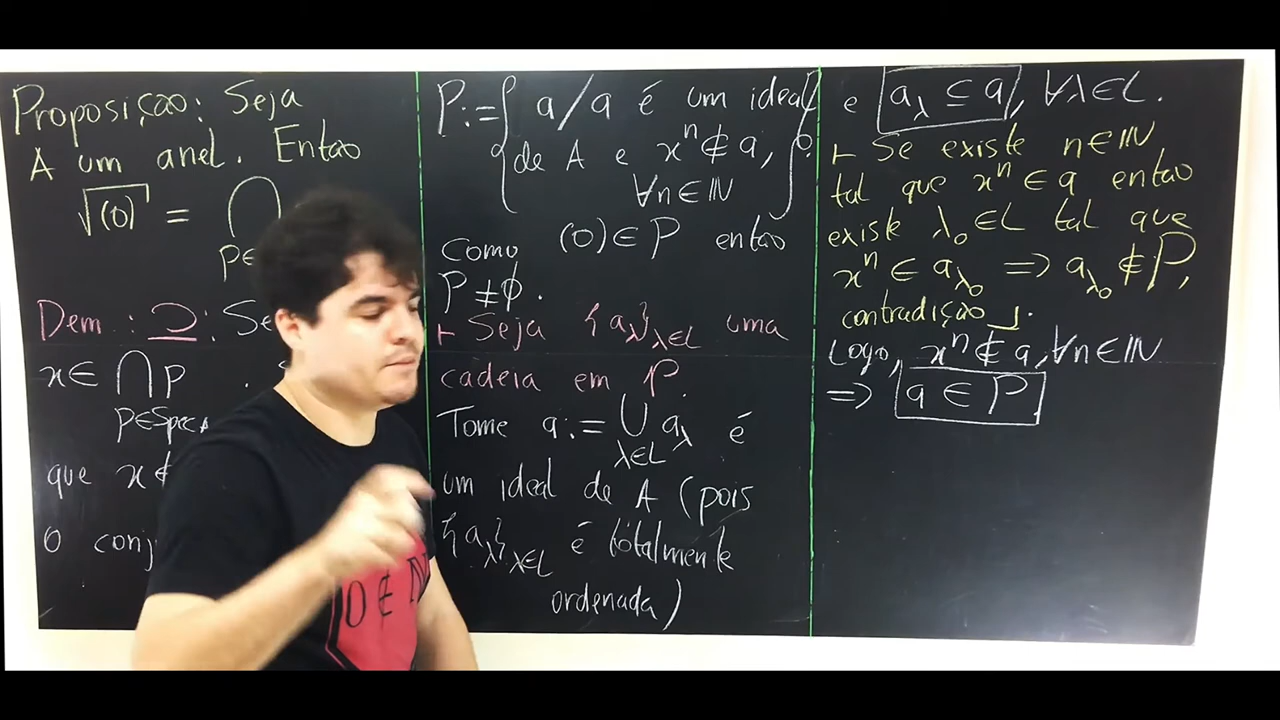 Proposição: Seja
A um anel. Então
√(0) = ⋂
p∈
Dem: ⊇: Se
x ∈ ⋂ p .
p∈Spec A
que x ∉
O conj
P := { a / a é um ideal
de A e xⁿ ∉ a,
∀n∈ℕ }.
como (0) ∈ P então
P ≠ ∅.
⊢ Seja {a_λ}_λ∈L uma
cadeia em P.
Tome a := ⋃ a_λ é
λ∈L
um ideal de A (pois
{a_λ}_λ∈L é totalmente
ordenada)
e a_λ ⊆ a, ∀λ∈L.
⊢ Se existe n∈ℕ
tal que xⁿ ∈ a então
existe λ₀ ∈ L tal que
xⁿ ∈ a_λ₀ ⟹ a_λ₀ ∉ P,
contradição ⌟.
Logo, xⁿ ∉ a, ∀n∈ℕ
⟹ a ∈ P.
0 ∉ ℕ